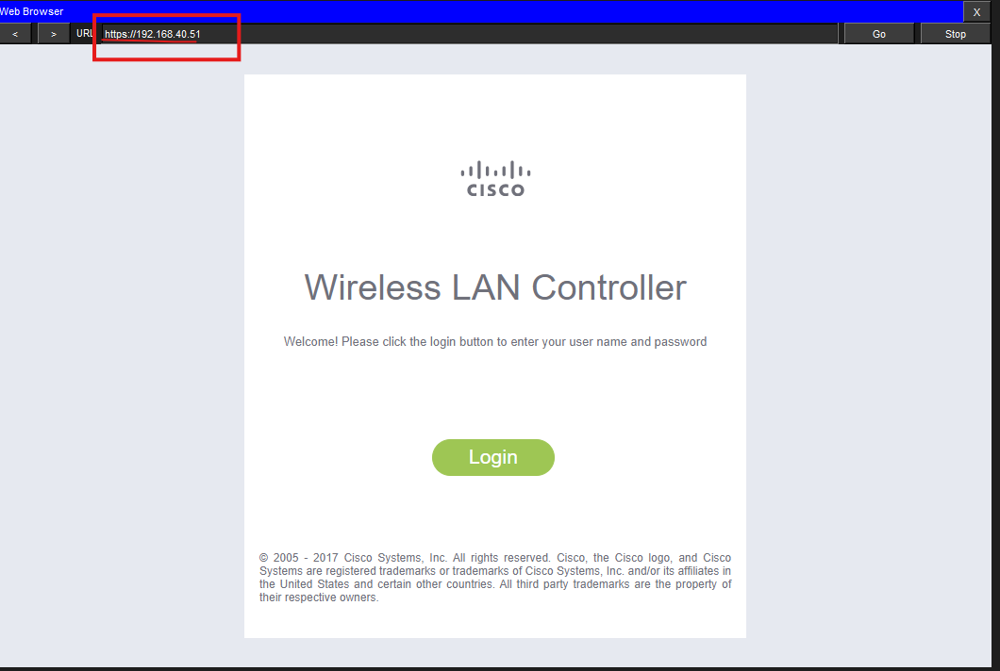 Web Browser
X
<
>
URL
https://192.168.40.51
Go
Stop
CISCO
Wireless LAN Controller
Welcome! Please click the login button to enter your user name and password
Login
© 2005 - 2017 Cisco Systems, Inc. All rights reserved. Cisco, the Cisco logo, and Cisco
Systems are registered trademarks or trademarks of Cisco Systems, Inc. and/or its affiliates in
the United States and certain other countries. All third party trademarks are the property of
their respective owners.